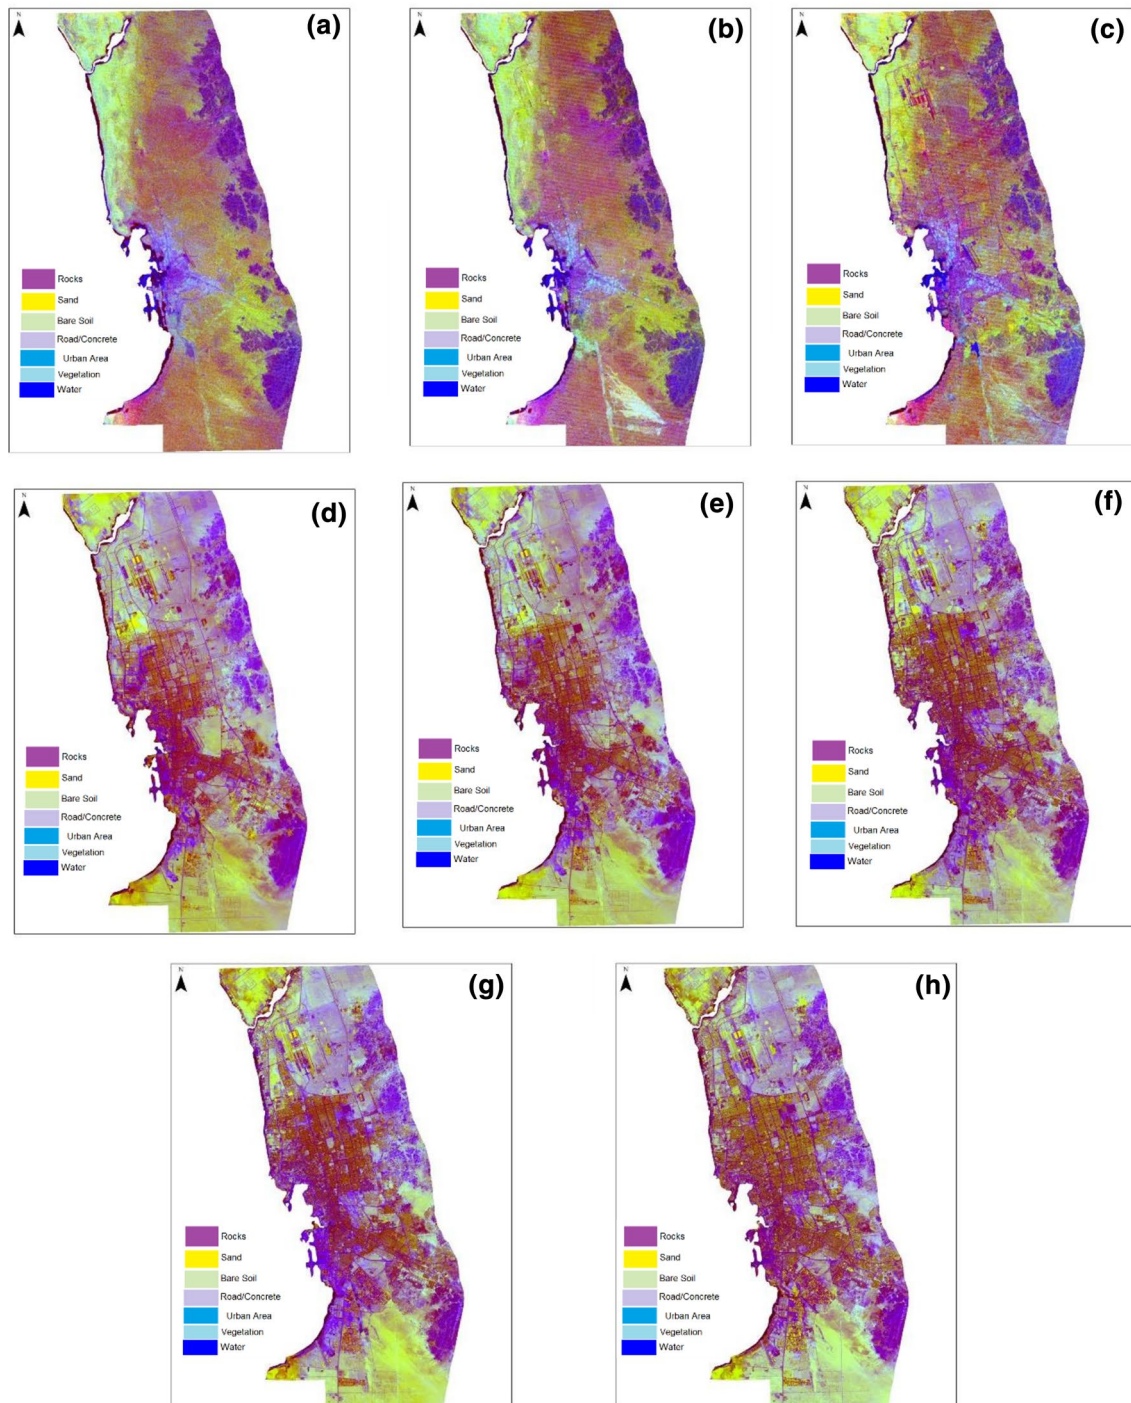 N
(a)
Rocks
Sand
Bare Soil
Road/Concrete
Urban Area
Vegetation
Water
N
(b)
Rocks
Sand
Bare Soil
Road/Concrete
Urban Area
Vegetation
Water
N
(c)
Rocks
Sand
Bare Soil
Road/Concrete
Urban Area
Vegetation
Water
N
(d)
Rocks
Sand
Bare Soil
Road/Concrete
Urban Area
Vegetation
Water
N
(e)
Rocks
Sand
Bare Soil
Road/Concrete
Urban Area
Vegetation
Water
N
(f)
Rocks
Sand
Bare Soil
Road/Concrete
Urban Area
Vegetation
Water
N
(g)
Rocks
Sand
Bare Soil
Road/Concrete
Urban Area
Vegetation
Water
N
(h)
Rocks
Sand
Bare Soil
Road/Concrete
Urban Area
Vegetation
Water